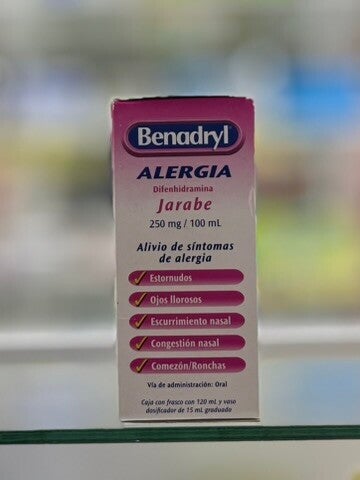 Benadryl
ALERGIA
Difenhidramina
Jarabe
250 mg / 100 mL
Alivio de síntomas
de alergia
Estornudos
Ojos llorosos
Escurrimiento nasal
Congestión nasal
Comezón/Ronchas
Vía de administración: Oral
Caja con frasco con 120 mL y vaso
dosificador de 15 mL graduado